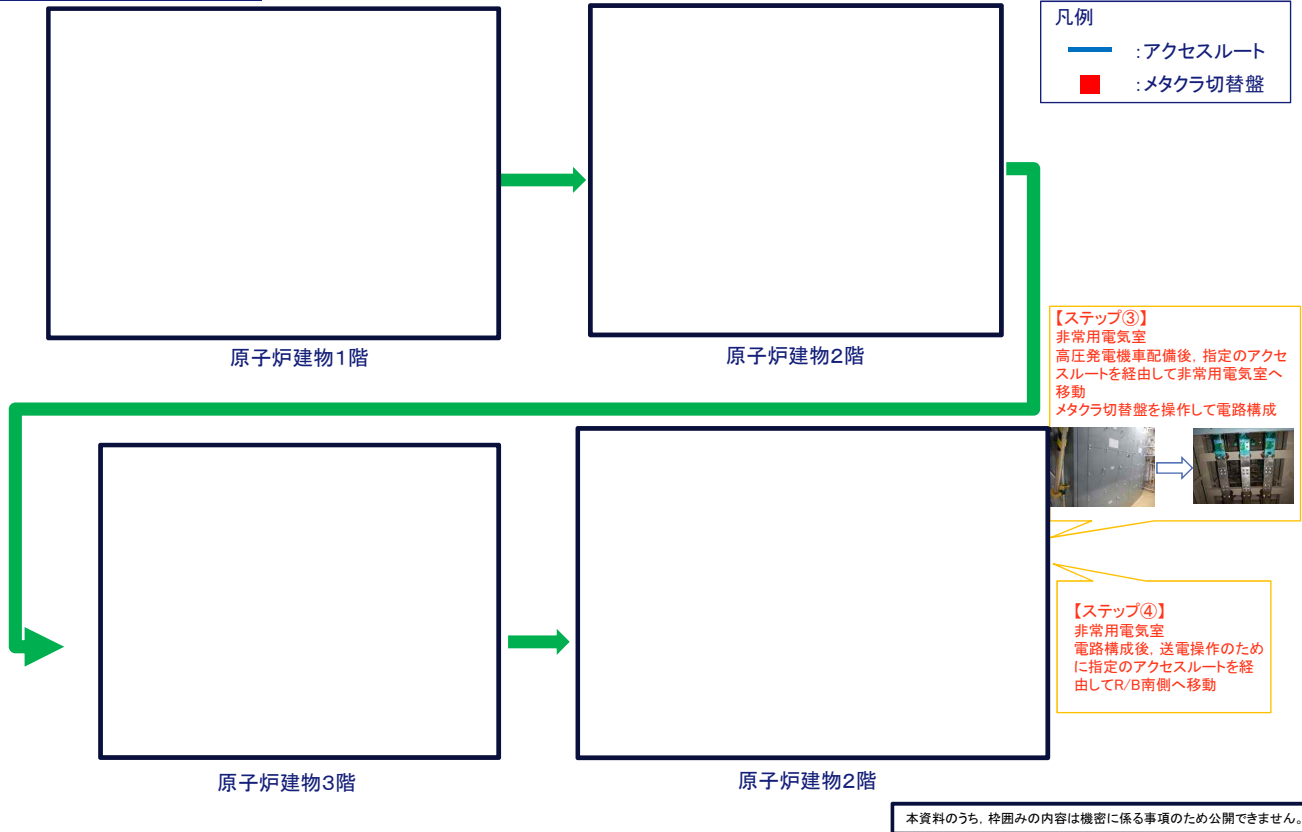 凡例
:アクセスルート
:メタクラ切替盤
原子炉建物1階
原子炉建物2階
【ステップ③】
非常用電気室
高圧発電機車配備後，指定のアクセ
スルートを経由して非常用電気室へ
移動
メタクラ切替盤を操作して電路構成
【ステップ④】
非常用電気室
電路構成後，送電操作のため
に指定のアクセスルートを経
由してR/B南側へ移動
原子炉建物3階
原子炉建物2階
本資料のうち，枠囲みの内容は機密に係る事項のため公開できません。